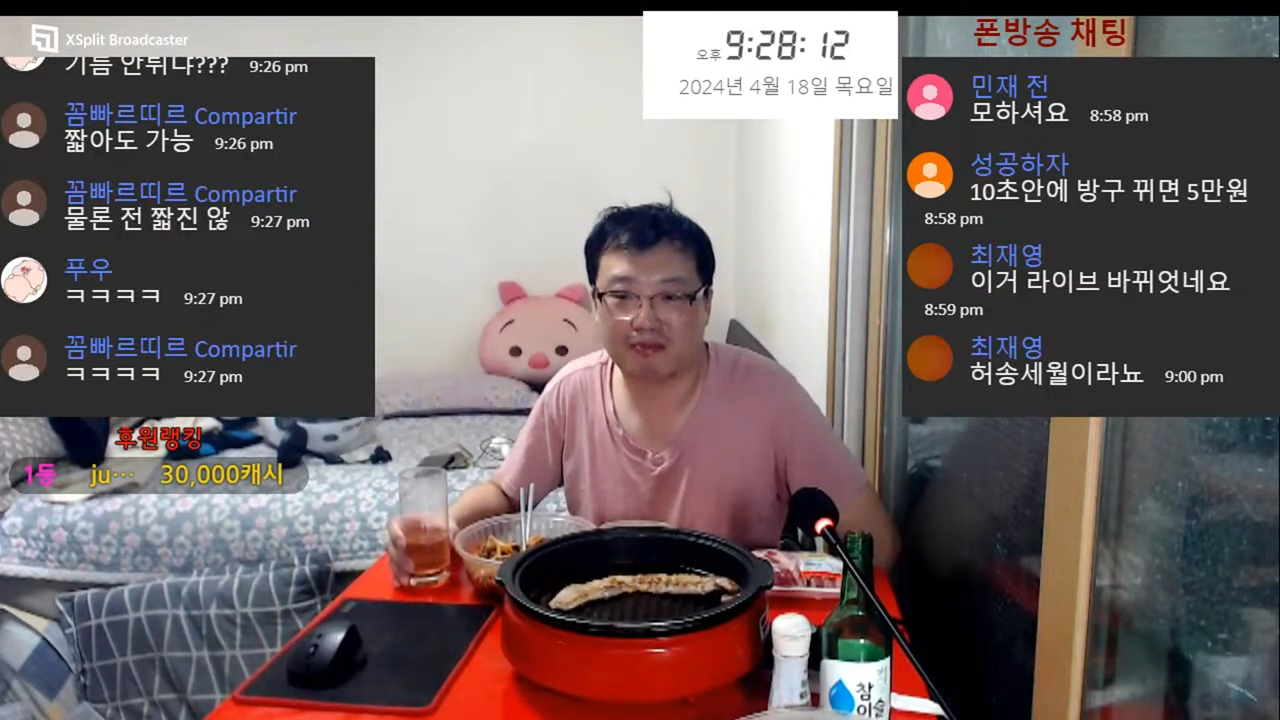 XSplit Broadcaster
기름 안튀냐??? 9:26 pm
꼼빠르띠르 Compartir
짧아도 가능 9:26 pm
꼼빠르띠르 Compartir
물론 전 짧진 않 9:27 pm
푸우
ㅋㅋㅋㅋ 9:27 pm
꼼빠르띠르 Compartir
ㅋㅋㅋㅋ 9:27 pm
후원랭킹
1등 ju… 30,000캐시
오후 9:28:12
2024년 4월 18일 목요일
폰방송 채팅
민재 전
모하셔요 8:58 pm
성공하자
10초안에 방구 뀌면 5만원
8:58 pm
최재영
이거 라이브 바뀌엇네요
8:59 pm
최재영
허송세월이라뇨 9:00 pm
참이슬